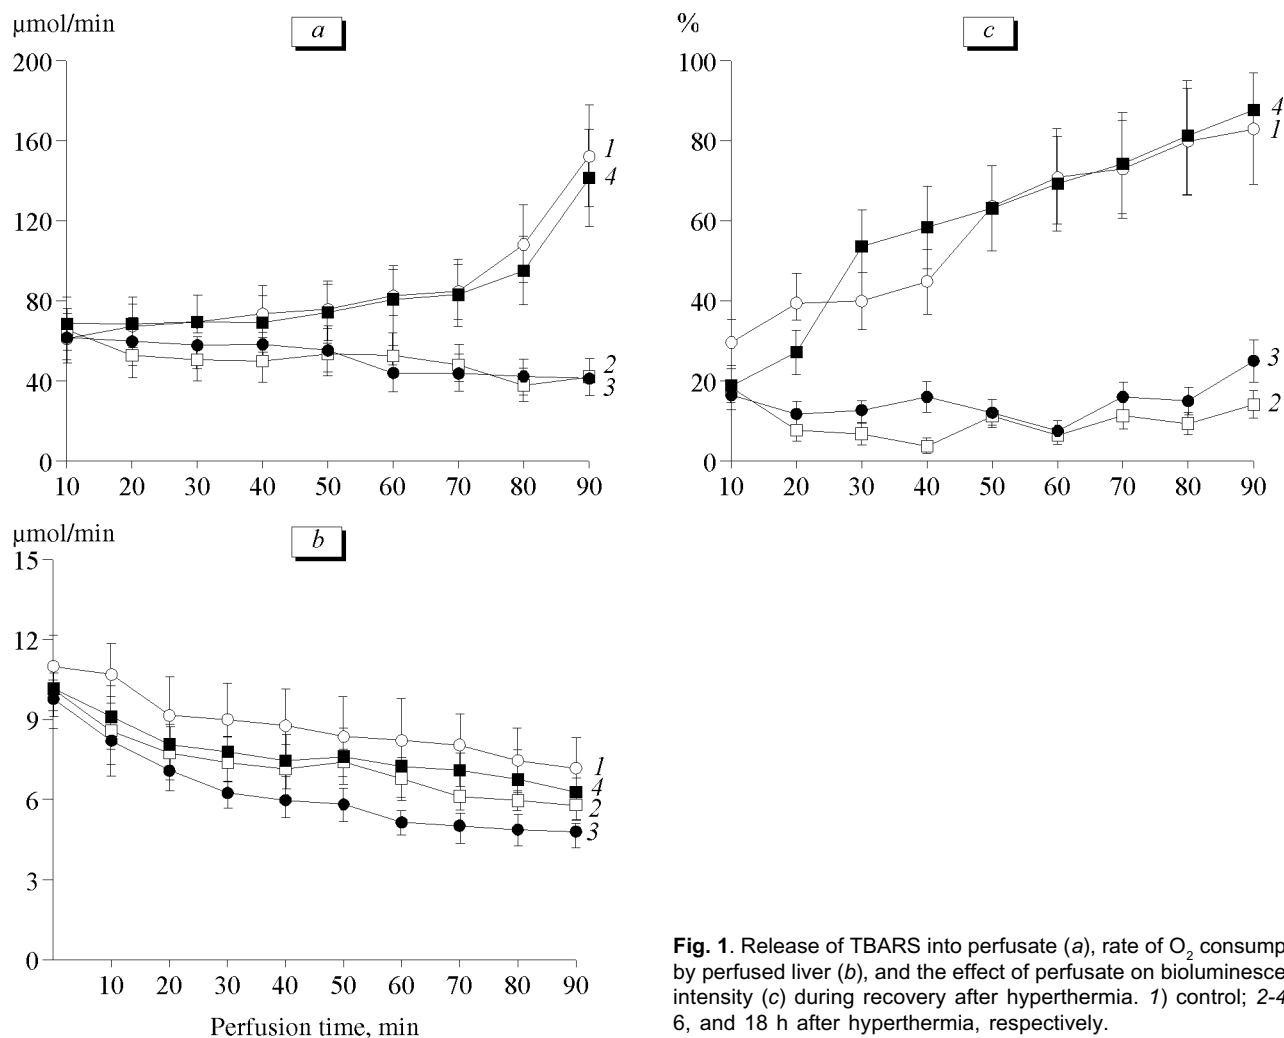 µmol/min
a
200
160
120
80
40
0
10 20 30 40 50 60 70 80 90
1
4
2
3
%
c
100
80
60
40
20
0
10 20 30 40 50 60 70 80 90
4
1
3
2
µmol/min
b
15
12
9
6
3
0
10 20 30 40 50 60 70 80 90
1
4
2
3
Perfusion time, min
Fig. 1. Release of TBARS into perfusate (a), rate of O₂ consump
by perfused liver (b), and the effect of perfusate on bioluminesce
intensity (c) during recovery after hyperthermia. 1) control; 2-4
6, and 18 h after hyperthermia, respectively.